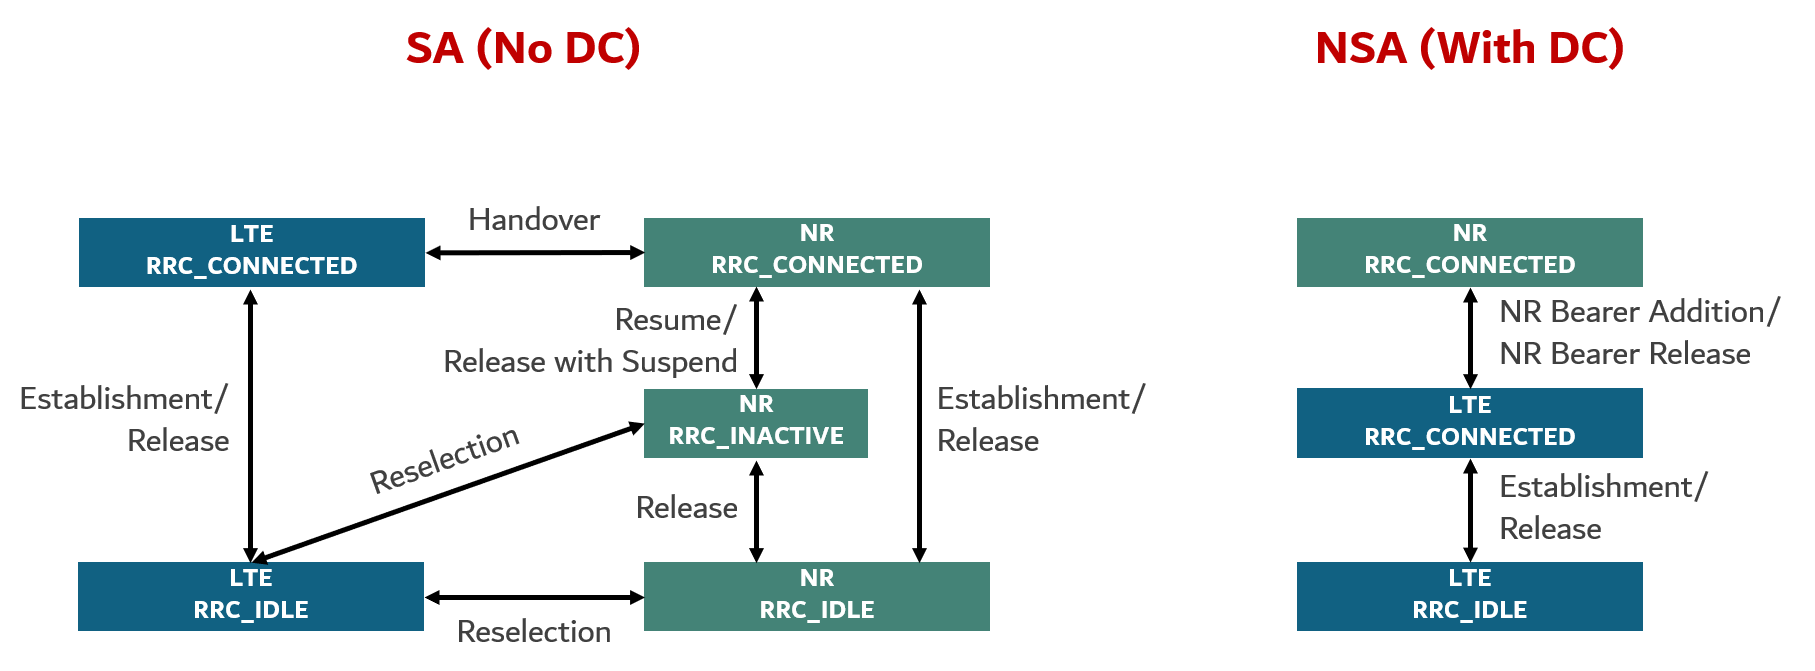 SA (No DC)
NSA (With DC)
LTE
RRC_CONNECTED
Handover
NR
RRC_CONNECTED
Resume/
Release with Suspend
Establishment/
Release
Reselection
NR
RRC_INACTIVE
Establishment/
Release
Release
LTE
RRC_IDLE
Reselection
NR
RRC_IDLE
NR
RRC_CONNECTED
NR Bearer Addition/
NR Bearer Release
LTE
RRC_CONNECTED
Establishment/
Release
LTE
RRC_IDLE